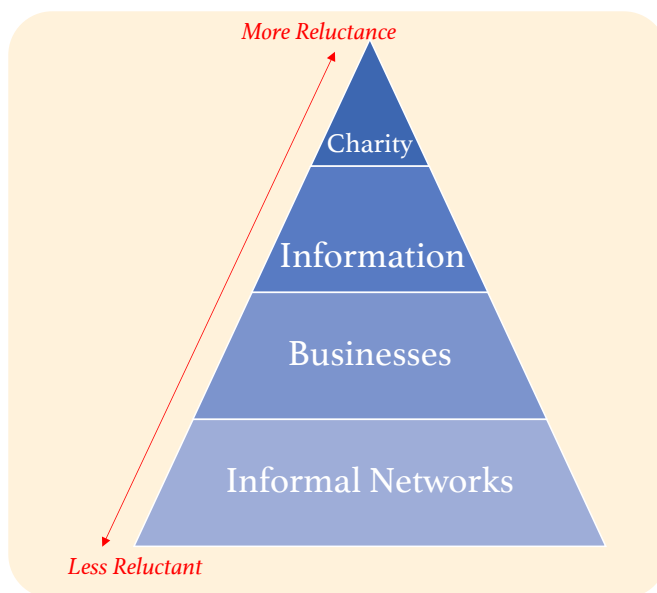 More Reluctance
Charity
Information
Businesses
Informal Networks
Less Reluctant